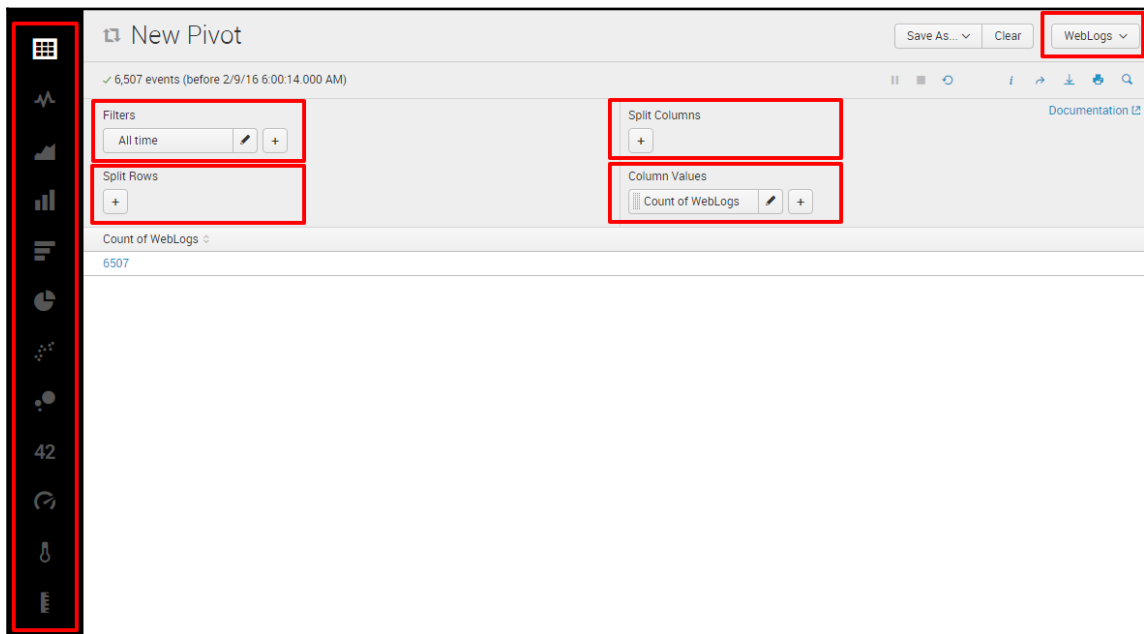 New Pivot
Save As... Clear WebLogs
6,507 events (before 2/9/16 6:00:14.000 AM)
i
Documentation
Filters
All time
+
Split Columns
+
Split Rows
+
Column Values
Count of WebLogs
+
Count of WebLogs
6507
42